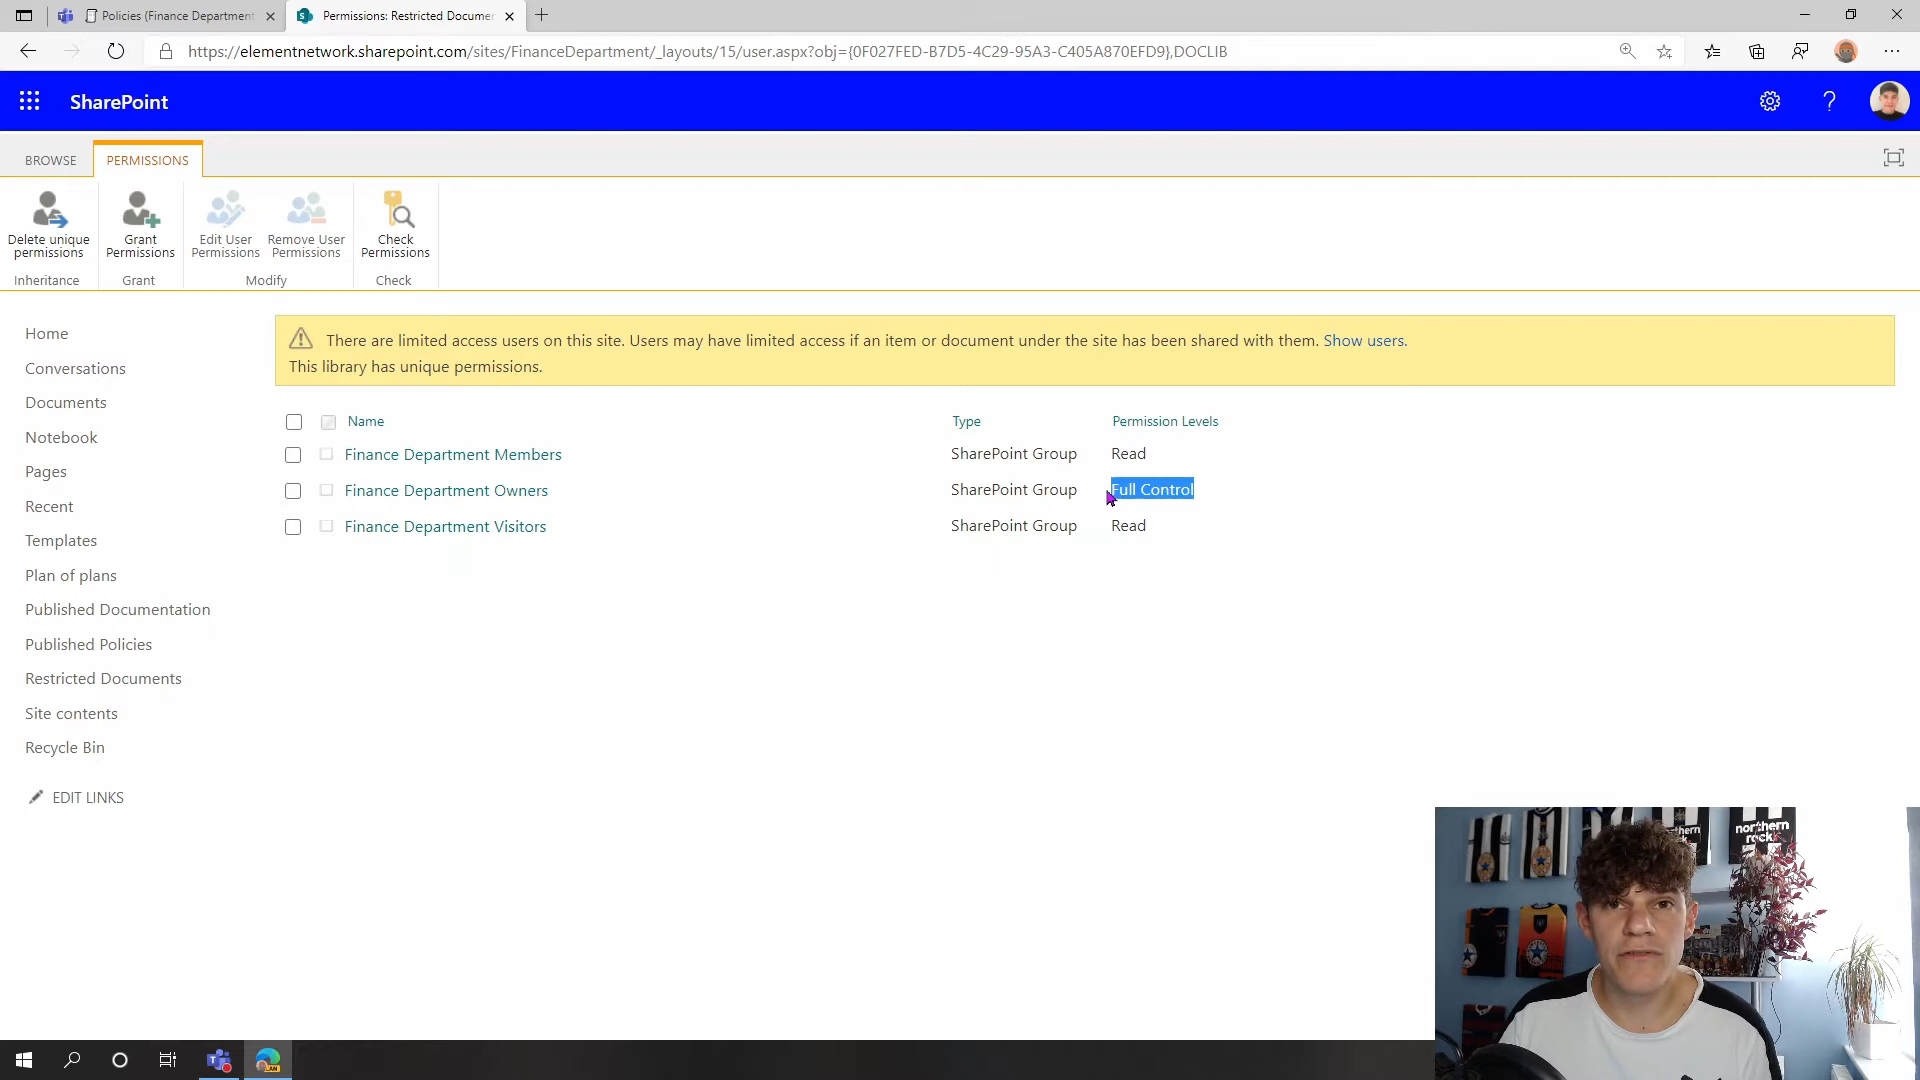 Policies (Finance Department
Permissions: Restricted Documer
https://elementnetwork.sharepoint.com/sites/FinanceDepartment/_layouts/15/user.aspx?obj={0F027FED-B7D5-4C29-95A3-C405A870EFD9},DOCLIB
SharePoint
BROWSE
PERMISSIONS
Delete unique permissions
Grant Permissions
Edit User Permissions
Remove User Permissions
Check Permissions
Inheritance
Grant
Modify
Check
Home
Conversations
Documents
Notebook
Pages
Recent
Templates
Plan of plans
Published Documentation
Published Policies
Restricted Documents
Site contents
Recycle Bin
EDIT LINKS
There are limited access users on this site. Users may have limited access if an item or document under the site has been shared with them. Show users.
This library has unique permissions.
Name Type Permission Levels
Finance Department Members SharePoint Group Read
Finance Department Owners SharePoint Group Full Control
Finance Department Visitors SharePoint Group Read
northern
rock